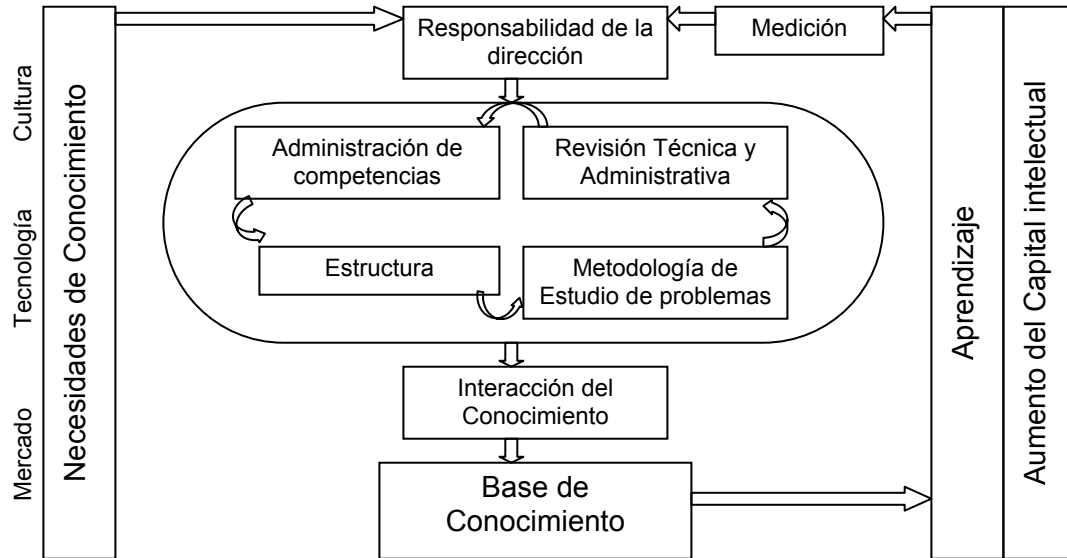 Cultura
Tecnología
Mercado
Necesidades de Conocimiento
Responsabilidad de la
dirección
Medición
Administración de
competencias
Revisión Técnica y
Administrativa
Estructura
Metodología de
Estudio de problemas
Interacción del
Conocimiento
Base de
Conocimiento
Aprendizaje
Aumento del Capital intelectual